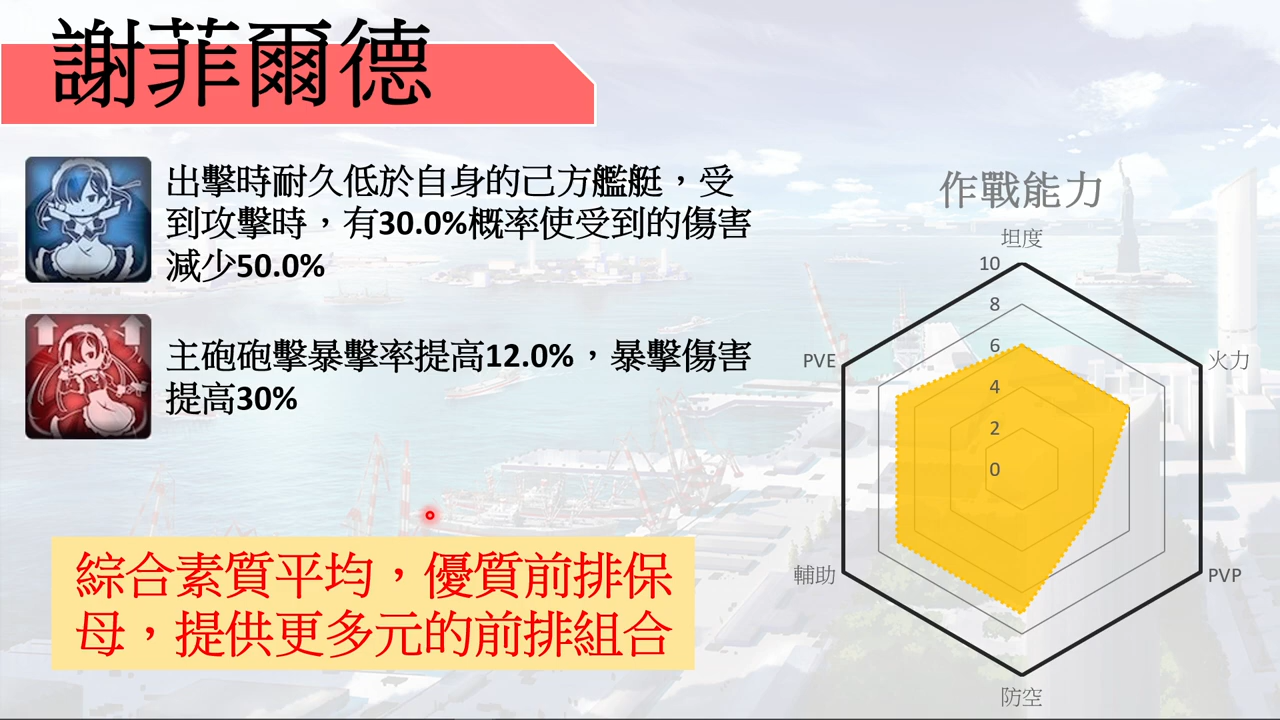 謝菲爾德
出擊時耐久低於自身的己方艦艇，受
到攻擊時，有30.0%概率使受到的傷害
減少50.0%
主砲砲擊暴擊率提高12.0%，暴擊傷害
提高30%
綜合素質平均，優質前排保
母，提供更多元的前排組合
作戰能力
坦度
10
8
6
4
2
0
PVE
火力
輔助
PVP
防空